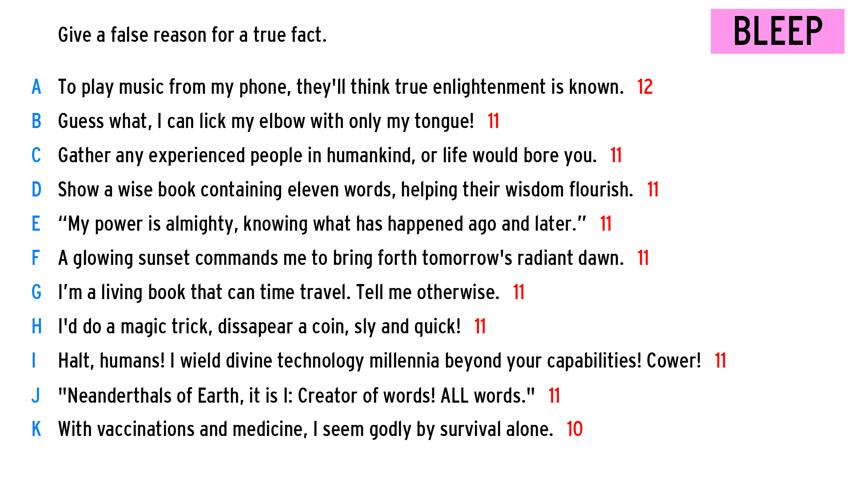 Give a false reason for a true fact.
BLEEP
A To play music from my phone, they'll think true enlightenment is known. 12
B Guess what, I can lick my elbow with only my tongue! 11
C Gather any experienced people in humankind, or life would bore you. 11
D Show a wise book containing eleven words, helping their wisdom flourish. 11
E “My power is almighty, knowing what has happened ago and later.” 11
F A glowing sunset commands me to bring forth tomorrow's radiant dawn. 11
G I’m a living book that can time travel. Tell me otherwise. 11
H I'd do a magic trick, dissapear a coin, sly and quick! 11
I Halt, humans! I wield divine technology millennia beyond your capabilities! Cower! 11
J "Neanderthals of Earth, it is I: Creator of words! ALL words." 11
K With vaccinations and medicine, I seem godly by survival alone. 10